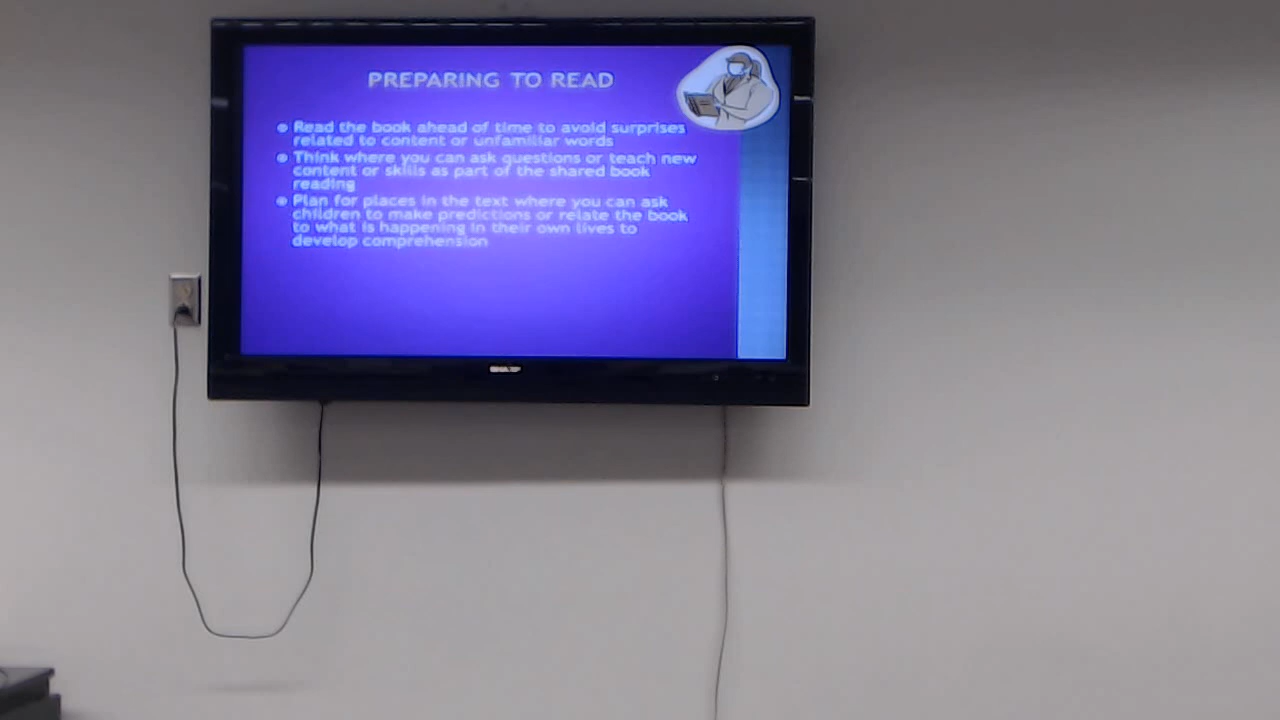 PREPARING TO READ
Read the book ahead of time to avoid surprises
related to content or unfamiliar words
Think where you can ask questions or teach new
content or skills as part of the shared book
reading
Plan for places in the text where you can ask
children to make predictions or relate the book
to what is happening in their own lives to
develop comprehension
SHARP